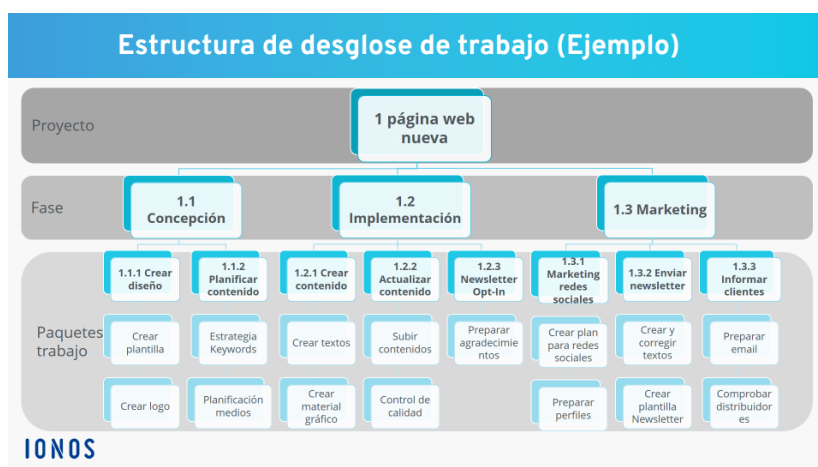 Estructura de desglose de trabajo (Ejemplo)
Proyecto
1 página web
nueva
Fase
1.1
Concepción
1.2
Implementación
1.3 Marketing
Paquetes
trabajo
1.1.1 Crear
diseño
1.1.2
Planificar
contenido
1.2.1 Crear
contenido
1.2.2
Actualizar
contenido
1.2.3
Newsletter
Opt-In
1.3.1
Marketing
redes
sociales
1.3.2 Enviar
newsletter
1.3.3
Informar
clientes
Crear
plantilla
Estrategia
Keywords
Crear textos
Subir
contenidos
Preparar
agradecimie
ntos
Crear plan
para redes
sociales
Crear y
corregir
textos
Preparar
email
Crear logo
Planificación
medios
Crear
material
gráfico
Control de
calidad
Preparar
perfiles
Crear
plantilla
Newsletter
Comprobar
distribuidor
es
IONOS